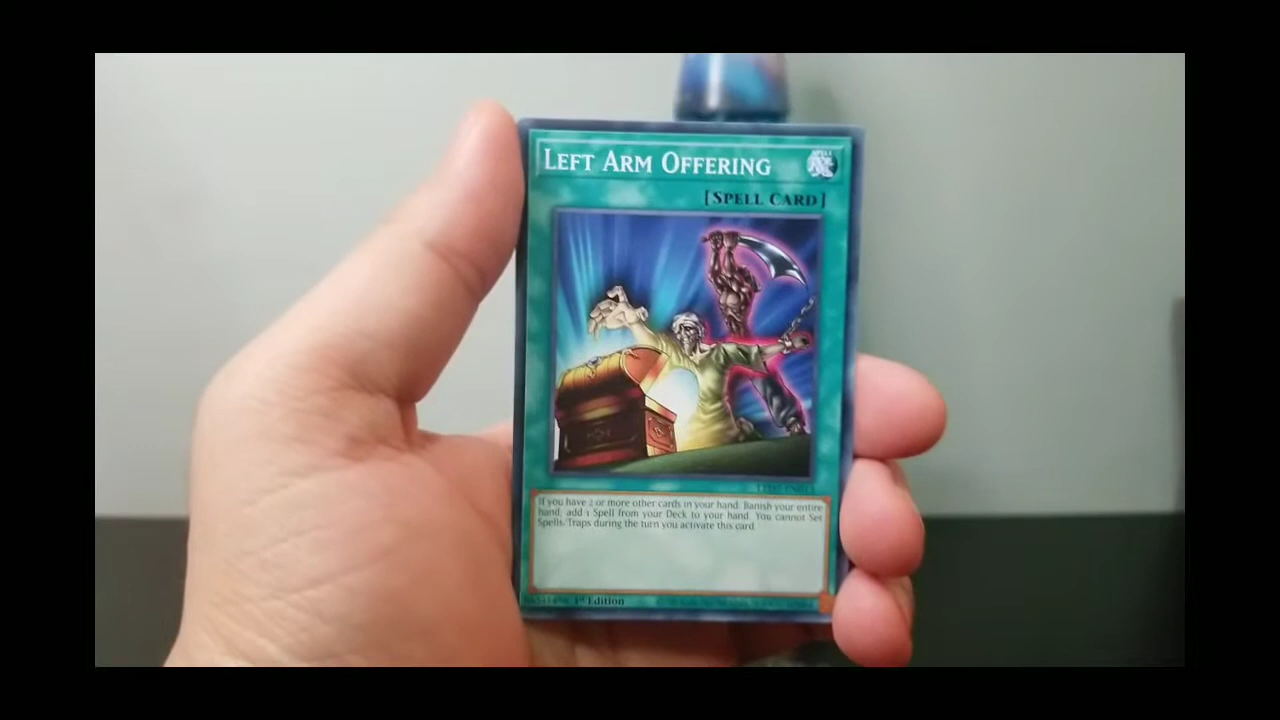 LEFT ARM OFFERING
[SPELL CARD]
If you have 2 or more other cards in your hand: Banish your entire
hand, add 1 Spell from your Deck to your hand. You cannot Set
Spells/Traps during the turn you activate this card.
1st Edition